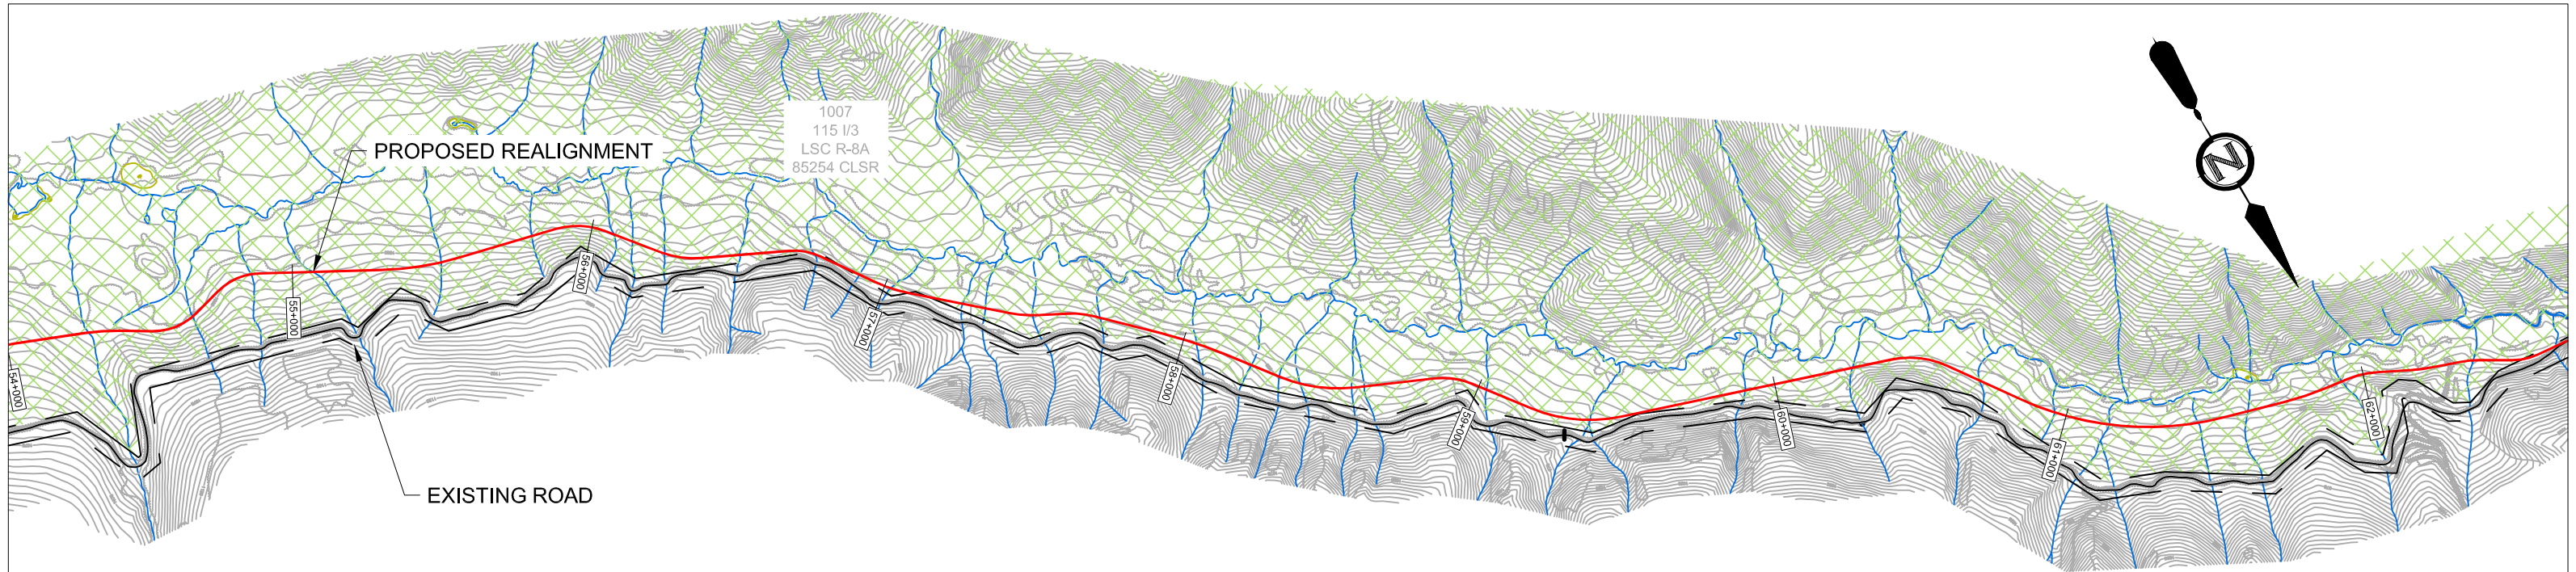 1007
115 I/3
LSC R-8A
85254 CLSR
PROPOSED REALIGNMENT
EXISTING ROAD
N
54+000
55+000
56+000
57+000
58+000
59+000
60+000
61+000
62+000